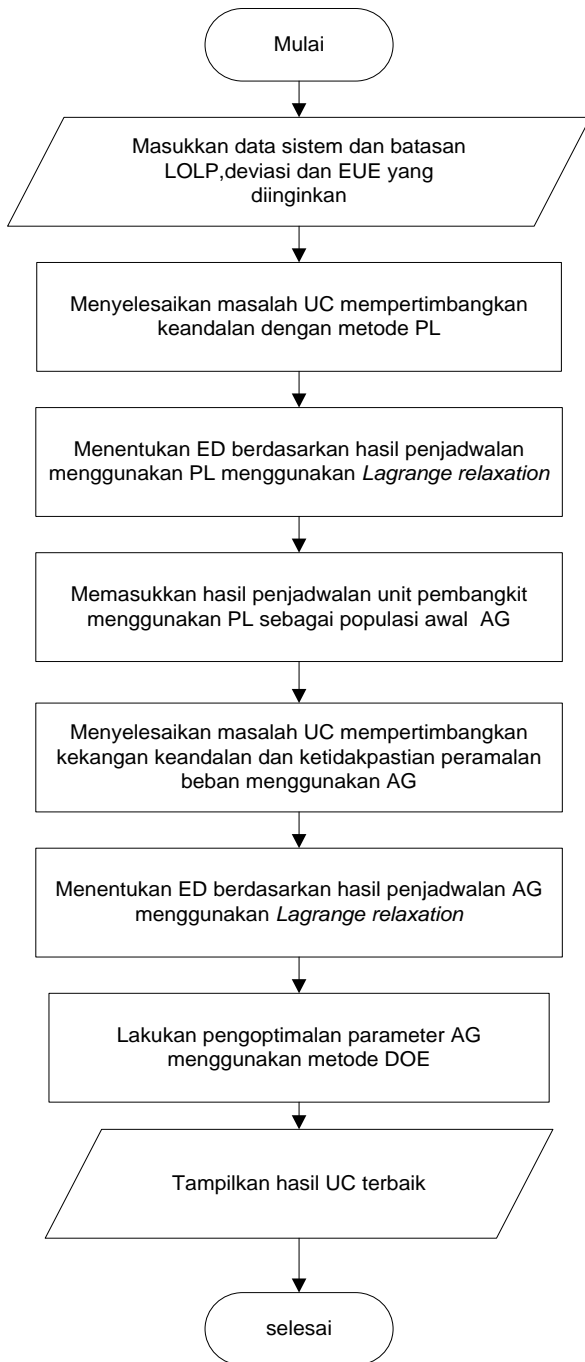 Mulai
Masukkan data sistem dan batasan
LOLP,deviasi dan EUE yang
diinginkan
Menyelesaikan masalah UC mempertimbangkan
keandalan dengan metode PL
Menentukan ED berdasarkan hasil penjadwalan
menggunakan PL menggunakan Lagrange relaxation
Memasukkan hasil penjadwalan unit pembangkit
menggunakan PL sebagai populasi awal  AG
Menyelesaikan masalah UC mempertimbangkan
kekangan keandalan dan ketidakpastian peramalan
beban menggunakan AG
Menentukan ED berdasarkan hasil penjadwalan AG
menggunakan Lagrange relaxation
Lakukan pengoptimalan parameter AG
menggunakan metode DOE
Tampilkan hasil UC terbaik
selesai